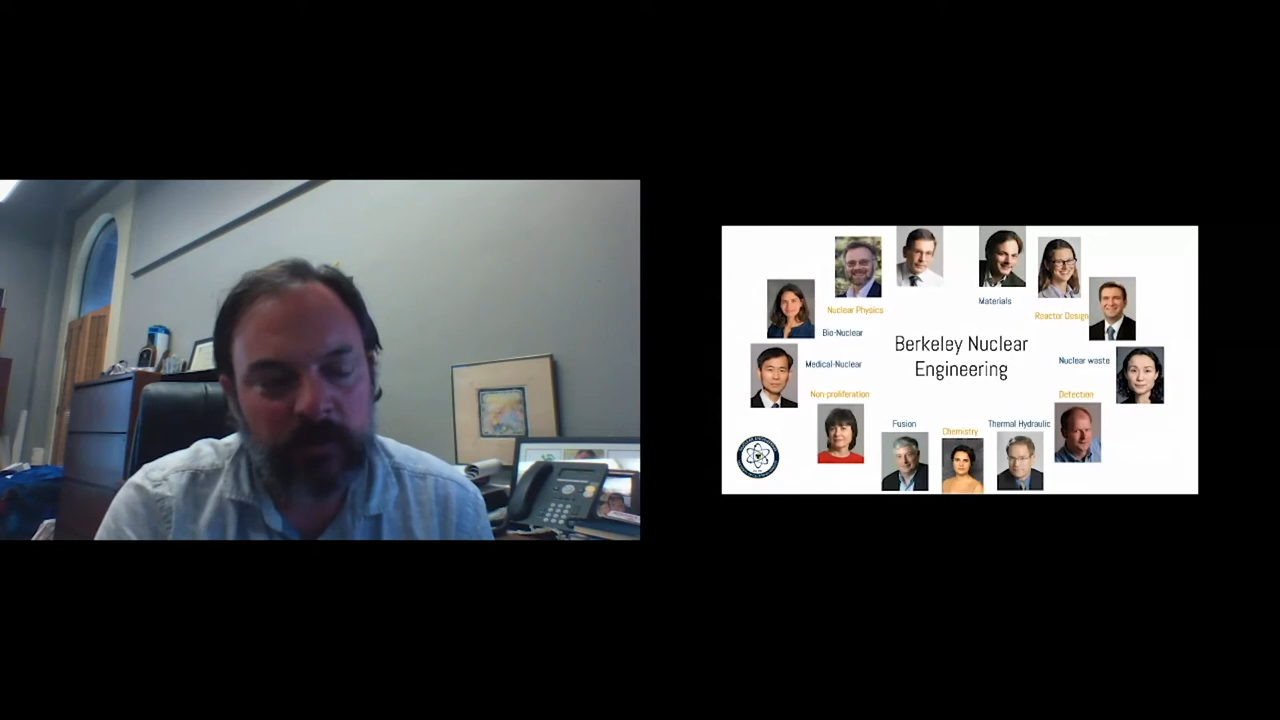 Nuclear Physics
Materials
Reactor Design
Bio-Nuclear
Berkeley Nuclear
Engineering
Medical-Nuclear
Nuclear waste
Non-proliferation
Detection
Fusion
Chemistry
Thermal Hydraulic